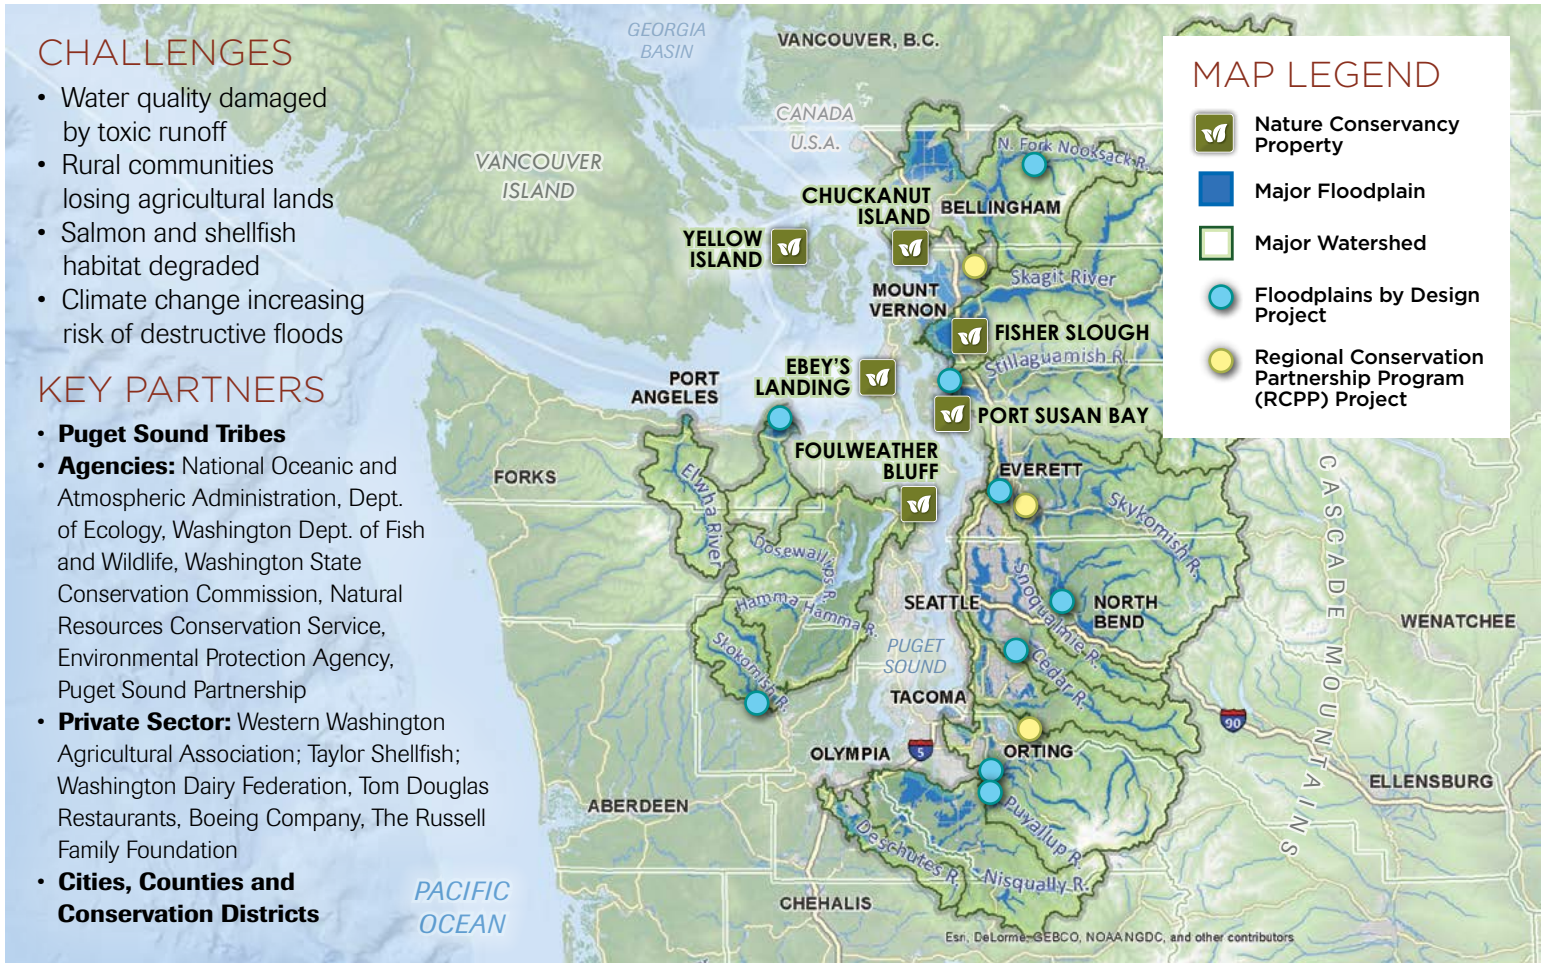 CHALLENGES
• Water quality damaged
by toxic runoff
• Rural communities
losing agricultural lands
• Salmon and shellfish
habitat degraded
• Climate change increasing
risk of destructive floods
KEY PARTNERS
• Puget Sound Tribes
• Agencies: National Oceanic and
Atmospheric Administration, Dept.
of Ecology, Washington Dept. of Fish
and Wildlife, Washington State
Conservation Commission, Natural
Resources Conservation Service,
Environmental Protection Agency,
Puget Sound Partnership
• Private Sector: Western Washington
Agricultural Association; Taylor Shellfish;
Washington Dairy Federation, Tom Douglas
Restaurants, Boeing Company, The Russell
Family Foundation
• Cities, Counties and
Conservation Districts
GEORGIA
BASIN
VANCOUVER, B.C.
CANADA
U.S.A.
VANCOUVER
ISLAND
N. Fork Nooksack R.
CHUCKANUT
ISLAND
BELLINGHAM
YELLOW
ISLAND
Skagit River
MOUNT
VERNON
FISHER SLOUGH
Stillaguamish R.
EBEY'S
LANDING
PORT
ANGELES
PORT SUSAN BAY
FOULWEATHER
BLUFF
EVERETT
FORKS
Elwha River
Skykomish R.
Dosewallips R.
Hamma Hamma R.
SEATTLE
Snoqualmie R.
NORTH
BEND
Skokomish R.
PUGET
SOUND
Cedar R.
TACOMA
OLYMPIA
5
ORTING
90
CASCADE MOUNTAINS
WENATCHEE
ELLENSBURG
ABERDEEN
Puyallup R.
Deschutes R.
Nisqually R.
CHEHALIS
PACIFIC
OCEAN
Esri, DeLorme, GEBCO, NOAA NGDC, and other contributors
MAP LEGEND
Nature Conservancy
Property
Major Floodplain
Major Watershed
Floodplains by Design
Project
Regional Conservation
Partnership Program
(RCPP) Project